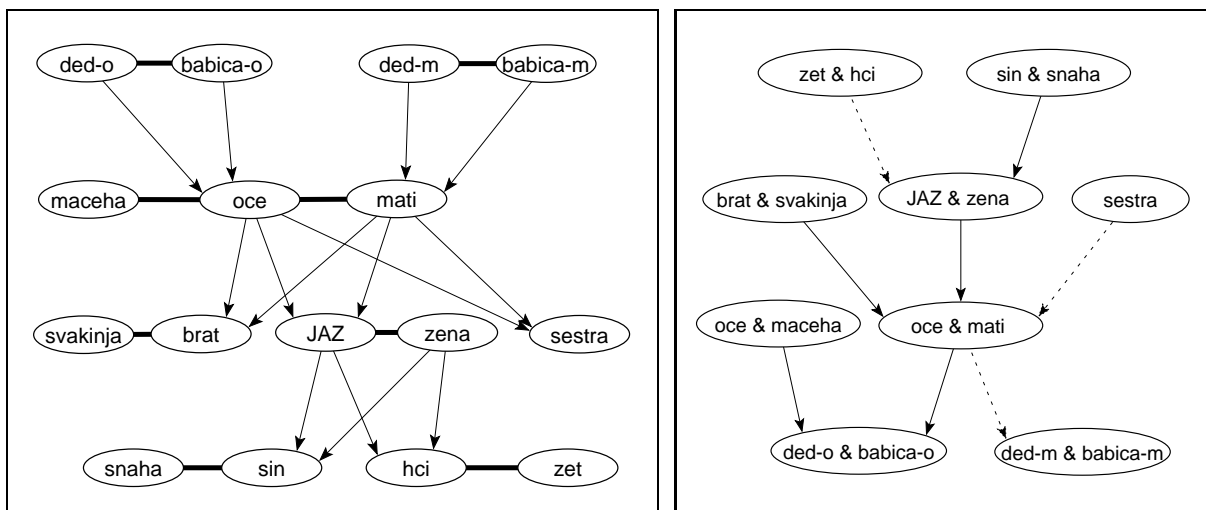 ded-o
babica-o
ded-m
babica-m
maceha
oce
mati
svakinja
brat
JAZ
zena
sestra
snaha
sin
hci
zet
zet & hci
sin & snaha
brat & svakinja
JAZ & zena
sestra
oce & maceha
oce & mati
ded-o & babica-o
ded-m & babica-m